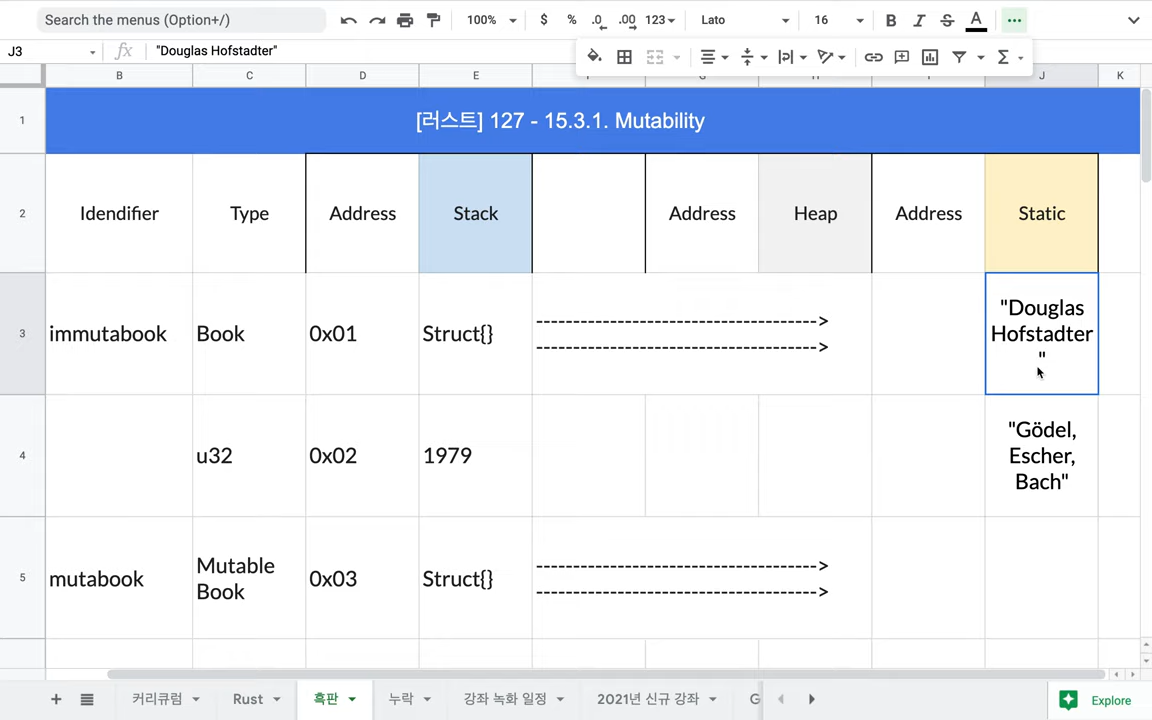 Search the menus (Option+/)
100%
$ % .0 .00 123
Lato
16
B I S A
J3
fx
"Douglas Hofstadter"
B C D E F G H I J K
1
[러스트] 127 - 15.3.1. Mutability
2
Idendifier
Type
Address
Stack
Address
Heap
Address
Static
3
immutabook
Book
0x01
Struct{}
-------------------------------------->
-------------------------------------->
"Douglas
Hofstadter
"
4
u32
0x02
1979
"Gödel,
Escher,
Bach"
5
mutabook
Mutable
Book
0x03
Struct{}
-------------------------------------->
-------------------------------------->
커리큘럼
Rust
흑판
누락
강좌 녹화 일정
2021년 신규 강좌
G
Explore